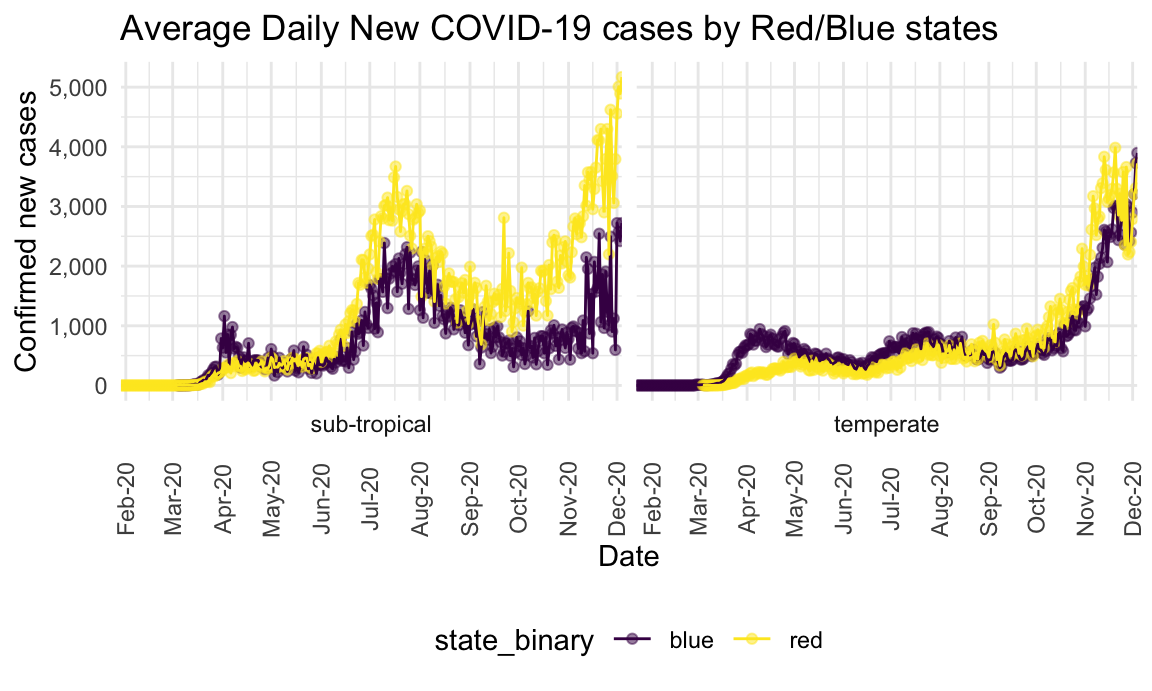 Average Daily New COVID-19 cases by Red/Blue states
Confirmed new cases
5,000
4,000
3,000
2,000
1,000
0
sub-tropical
temperate
Feb-20 Mar-20 Apr-20 May-20 Jun-20 Jul-20 Aug-20 Sep-20 Oct-20 Nov-20 Dec-20
Feb-20 Mar-20 Apr-20 May-20 Jun-20 Jul-20 Aug-20 Sep-20 Oct-20 Nov-20 Dec-20
Date
state_binary blue red